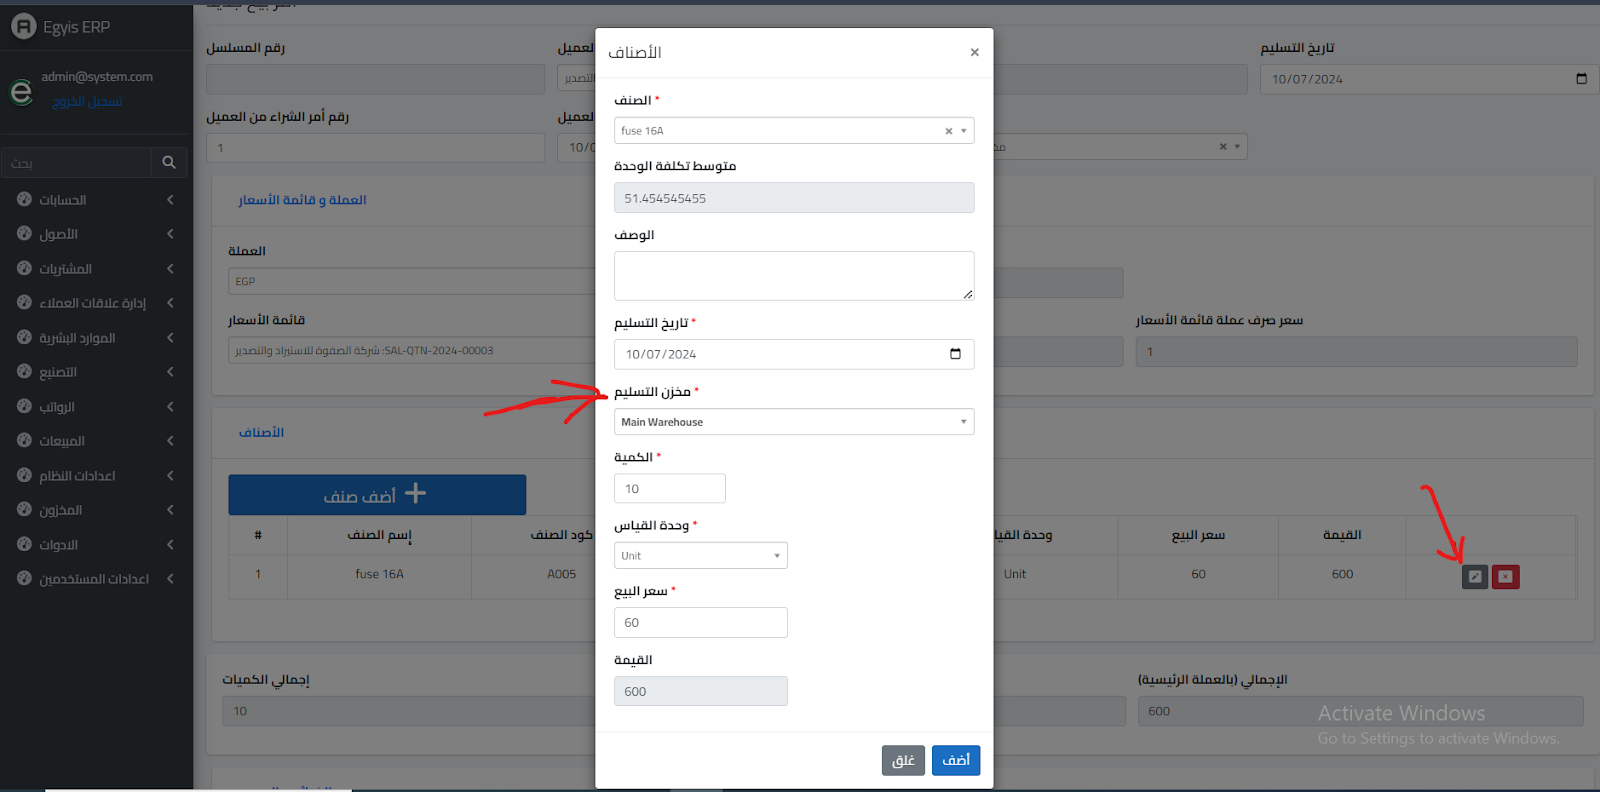 Egyis ERP
admin@system.com
تسجيل الخروج
بحث
الحسابات
الأصول
المشتريات
إدارة علاقات العملاء
الموارد البشرية
التصنيع
الرواتب
المبيعات
اعدادات النظام
المخزون
الادوات
اعدادات المستخدمين
رقم المسلسل
العميل
تاريخ التسليم
10/07/2024
رقم أمر الشراء من العميل
العميل
1
العملة و قائمة الأسعار
العملة
EGP
قائمة الأسعار
سعر صرف عملة قائمة الأسعار
SAL-QTN-2024-00003: شركة الصفوة للاستيراد والتصدير
1
الأصناف
أضف صنف
# إسم الصنف كود الصنف سعر البيع القيمة
1 fuse 16A A005 Unit 60 600
إجمالي الكميات
الإجمالي (بالعملة الرئيسية)
10
600
الأصناف
×
الصنف *
fuse 16A
متوسط تكلفة الوحدة
51.454545455
الوصف
تاريخ التسليم *
10/07/2024
مخزن التسليم *
Main Warehouse
الكمية *
10
وحدة القياس *
Unit
سعر البيع *
60
القيمة
600
غلق
أضف
Activate Windows
Go to Settings to activate Windows.